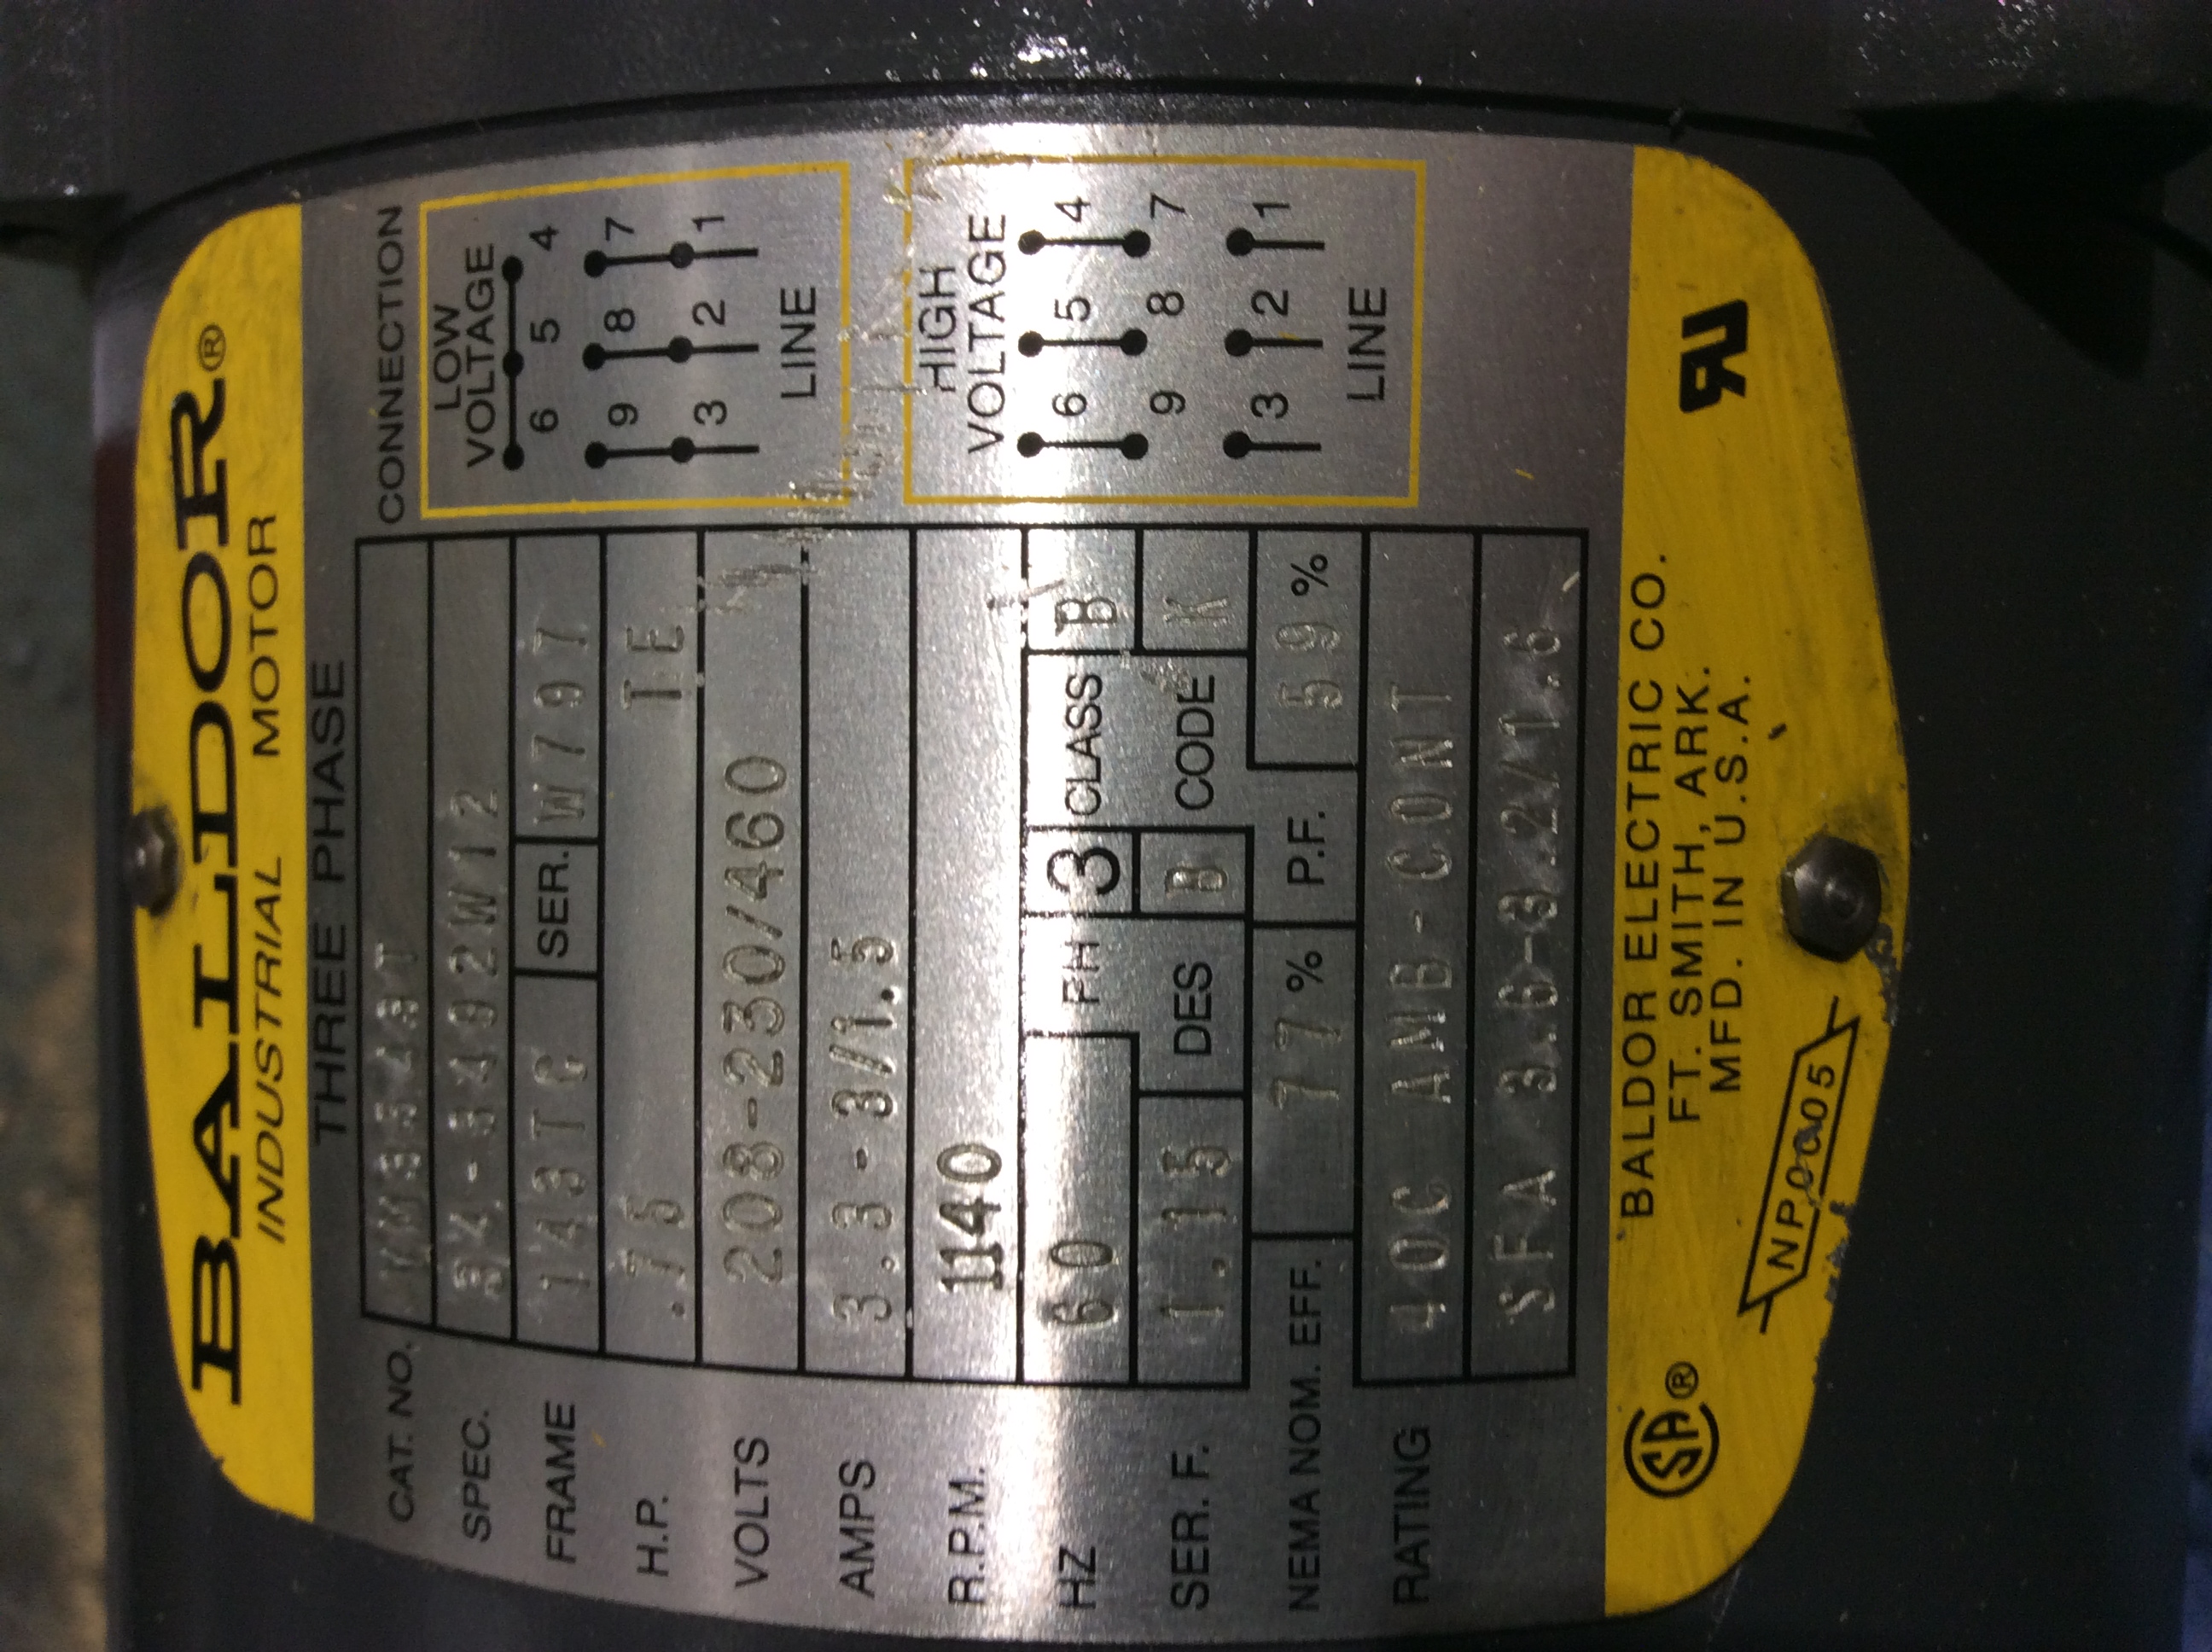 BALDOR®
INDUSTRIAL MOTOR
THREE PHASE
CAT. NO.
SPEC. 34-3402W12
FRAME 143TC SER. W797
H.P. .75 TE
VOLTS 208-230/460
AMPS 3.3-3/1.5
R.P.M. 1140
HZ 60 PH 3 CLASS B
SER. F. 1.15 DES B CODE K
NEMA NOM. EFF. 77 % P.F. 59 %
RATING 40C AMB-CONT
SFA 3.6-3.2/1.6
CONNECTION
LOW
VOLTAGE
6 5 4
9 8 7
3 2 1
LINE
HIGH
VOLTAGE
6 5 4
9 8 7
3 2 1
LINE
SA®
BALDOR ELECTRIC CO.
FT. SMITH, ARK.
MFD. IN U.S.A.
NP0005
RU